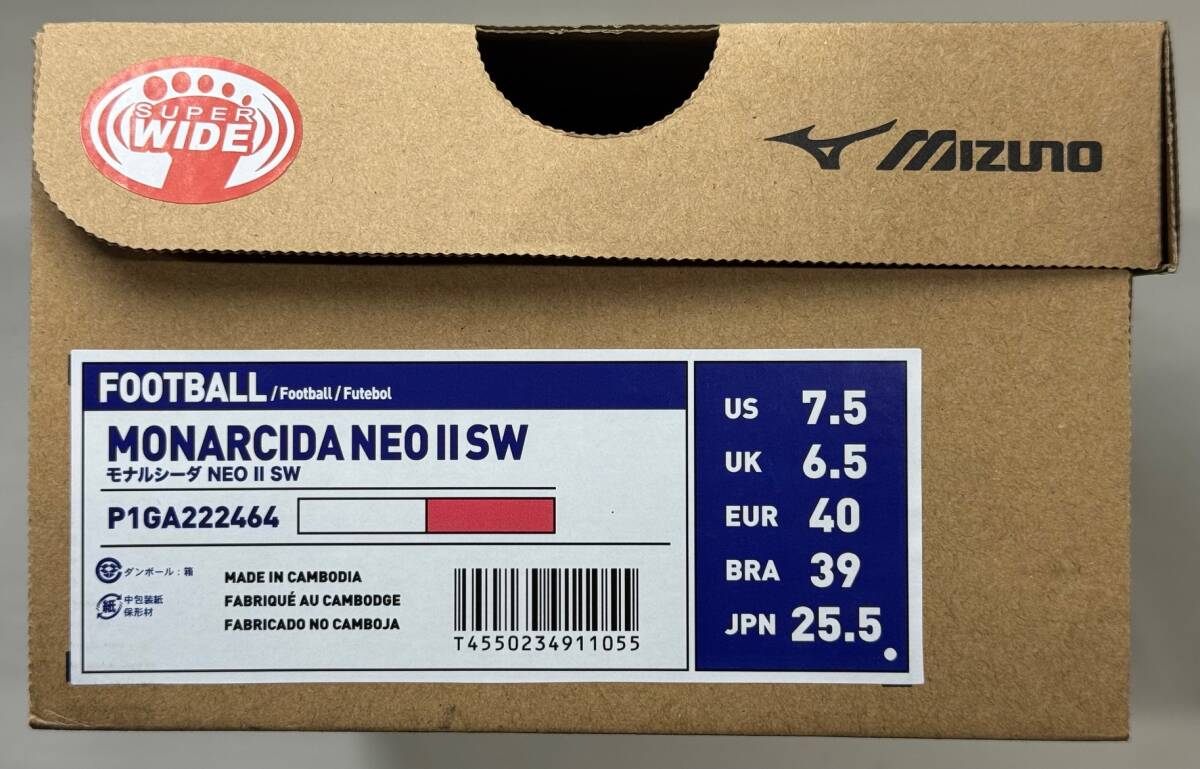 SUPER
WIDE
MIZUNO
FOOTBALL / Football / Futebol
MONARCIDA NEO II SW
モナルシーダ NEO II SW
P1GA222464
ダンボール：箱
紙
中包装紙
保形材
MADE IN CAMBODIA
FABRIQUÉ AU CAMBODGE
FABRICADO NO CAMBOJA
T4550234911055
US 7.5
UK 6.5
EUR 40
BRA 39
JPN 25.5